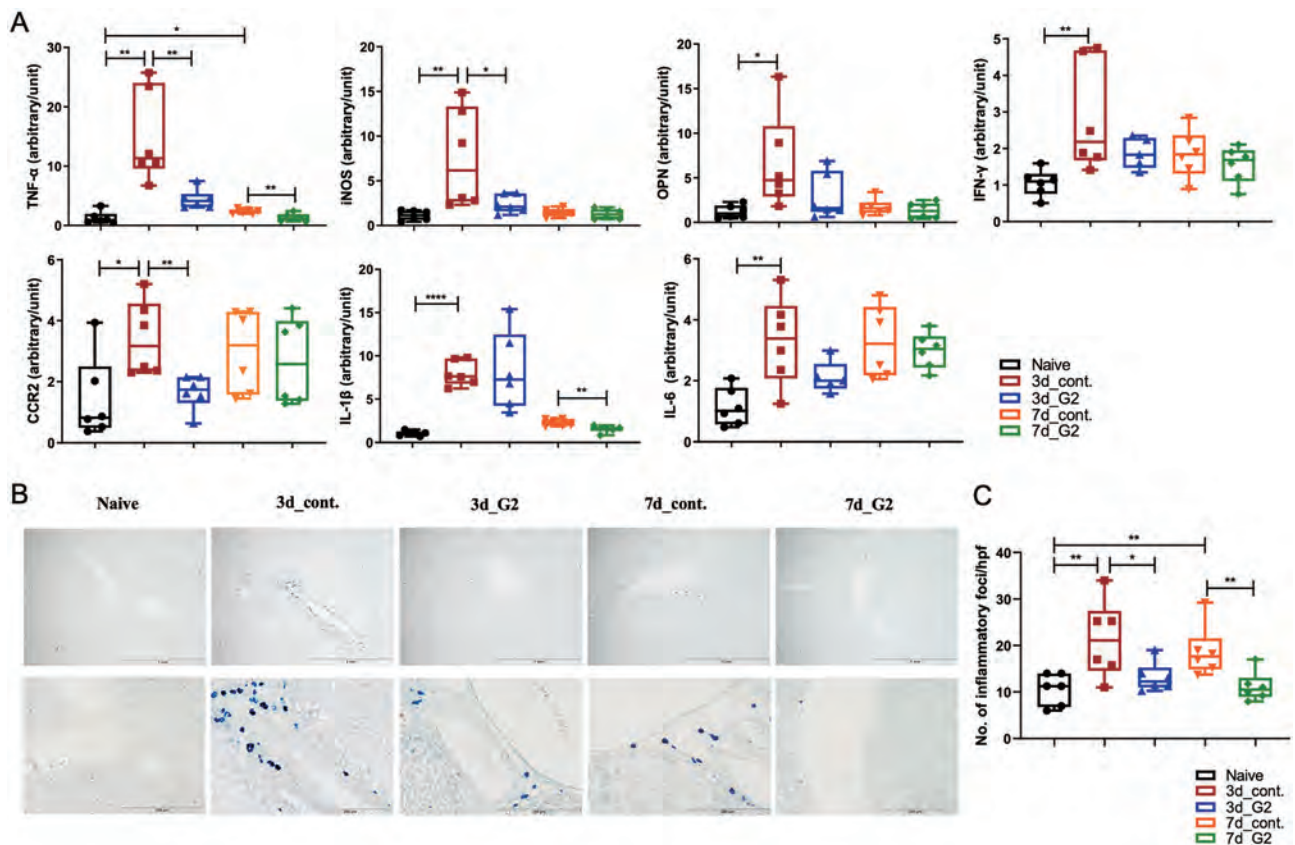 A
TNF-α (arbitrary/unit)
30
20
10
0
**
**
*
**
iNOS (arbitrary/unit)
20
15
10
5
0
**
*
OPN (arbitrary/unit)
20
15
10
5
0
*
IFN-γ (arbitrary/unit)
5
4
3
2
1
0
**
CCR2 (arbitrary/unit)
6
4
2
0
*
**
IL-1β (arbitrary/unit)
20
15
10
5
0
****
**
IL-6 (arbitrary/unit)
6
4
2
0
**
Naive
3d_cont.
3d_G2
7d_cont.
7d_G2
B
Naive
3d_cont.
3d_G2
7d_cont.
7d_G2
C
No. of inflammatory foci/hpf
40
30
20
10
0
**
**
*
**
Naive
3d_cont.
3d_G2
7d_cont.
7d_G2